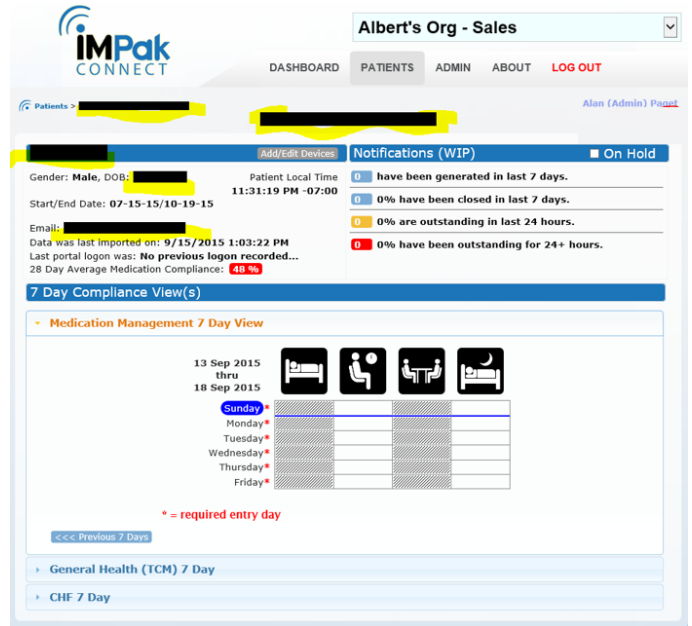 Albert's Org - Sales
iMPak
CONNECT
DASHBOARD PATIENTS ADMIN ABOUT LOG OUT
Patients >
Alan (Admin) Paget
Add/Edit Devices
Notifications (WIP) On Hold
Gender: Male, DOB:
Patient Local Time
11:31:19 PM -07:00
Start/End Date: 07-15-15/10-19-15
Email:
Data was last imported on: 9/15/2015 1:03:22 PM
Last portal logon was: No previous logon recorded...
28 Day Average Medication Compliance: 48 %
0 have been generated in last 7 days.
0 0% have been closed in last 7 days.
0 0% are outstanding in last 24 hours.
0 0% have been outstanding for 24+ hours.
7 Day Compliance View(s)
Medication Management 7 Day View
13 Sep 2015
thru
18 Sep 2015
Sunday*
Monday*
Tuesday*
Wednesday*
Thursday*
Friday*
* = required entry day
<<< Previous 7 Days
General Health (TCM) 7 Day
CHF 7 Day